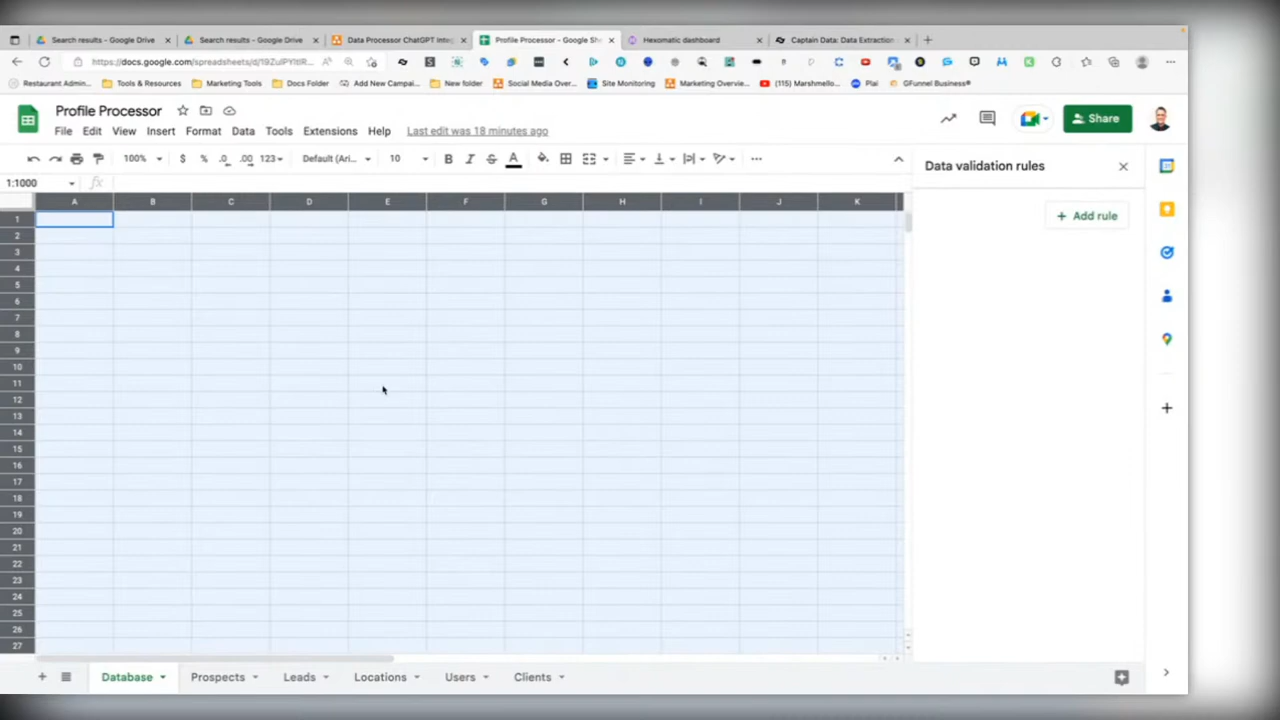 Search results - Google Drive
Search results - Google Drive
Data Processor ChatGPT Inte
Profile Processor - Google She
Hexomatic dashboard
Captain Data: Data Extraction
https://docs.google.com/spreadsheets/d/19ZulPYItlR...
Restaurant Admin...
Tools & Resources
Marketing Tools
Docs Folder
Add New Campai...
New folder
Social Media Over...
Site Monitoring
Marketing Overvie...
(115) Marshmello...
Plai
GFunnel Business®
Profile Processor
File Edit View Insert Format Data Tools Extensions Help Last edit was 18 minutes ago
Share
100% $ % .0 .00 123 Default (Ari... 10 B I S A
Data validation rules
1:1000 fx
A B C D E F G H I J K
+ Add rule
1
2
3
4
5
6
7
8
9
10
11
12
13
14
15
16
17
18
19
20
21
22
23
24
25
26
27
Database Prospects Leads Locations Users Clients